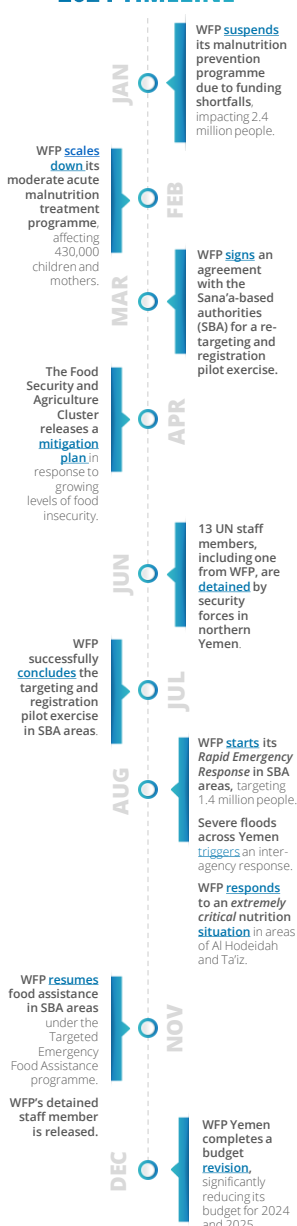 2024 TIMELINE
JAN
WFP suspends
its malnutrition
prevention
programme
due to funding
shortfalls,
impacting 2.4
million people.
WFP scales
down its
moderate acute
malnutrition
treatment
programme,
affecting
430,000
children and
mothers.
FEB
MAR
WFP signs an
agreement
with the
Sana’a-based
authorities
(SBA) for a re-
targeting and
registration
pilot exercise.
The Food
Security and
Agriculture
Cluster
releases a
mitigation
plan in
response to
growing
levels of food
insecurity.
APR
JUN
13 UN staff
members,
including one
from WFP, are
detained by
security
forces in
northern
Yemen.
WFP
successfully
concludes the
targeting and
registration
pilot exercise
in SBA areas.
JUL
AUG
WFP starts its
Rapid Emergency
Response in SBA
areas, targeting
1.4 million people.
Severe floods
across Yemen
triggers an inter-
agency response.
WFP responds
to an extremely
critical nutrition
situation in areas
of Al Hodeidah
and Ta’iz.
WFP resumes
food assistance
in SBA areas
under the
Targeted
Emergency
Food Assistance
programme.
WFP’s detained
staff member
is released.
NOV
DEC
WFP Yemen
completes a
budget
revision,
significantly
reducing its
budget for 2024
and 2025